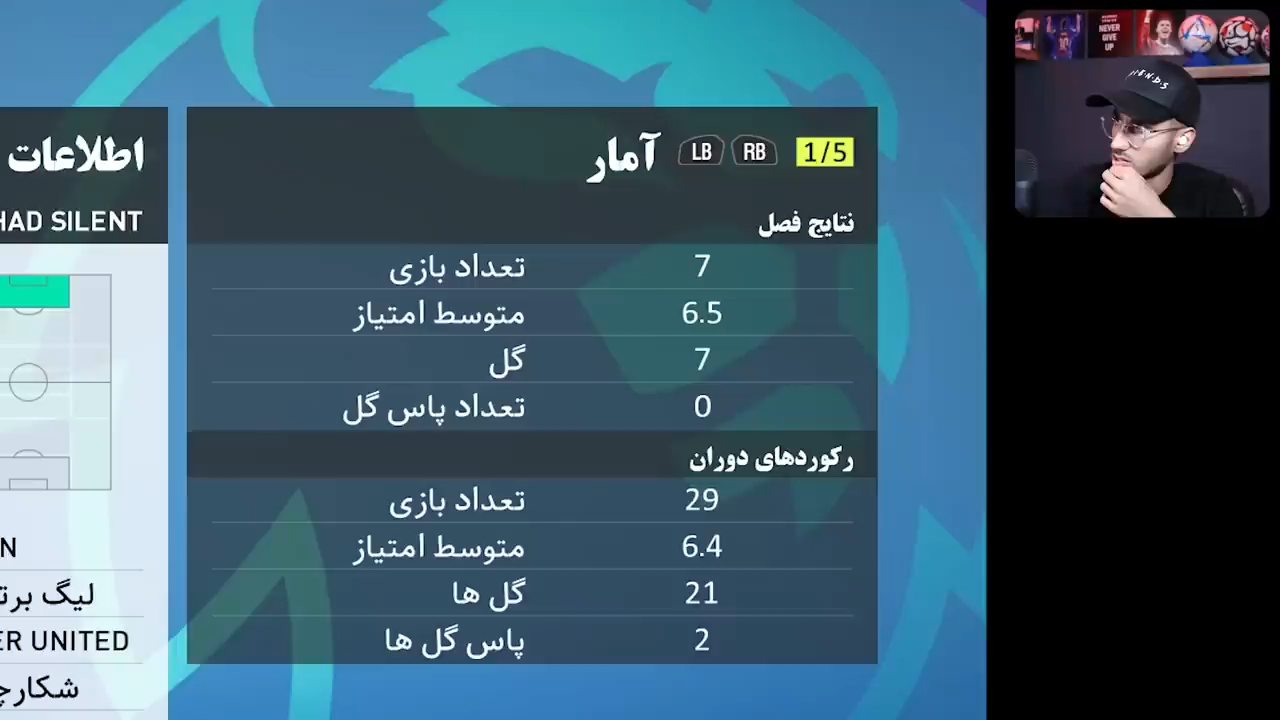 اطلاعات
HAD SILENT
N
لیگ برت
ER UNITED
شکارچ
آمار LB RB 1/5
نتایج فصل
تعداد بازی 7
متوسط امتیاز 6.5
گل 7
تعداد پاس گل 0
رکوردهای دوران
تعداد بازی 29
متوسط امتیاز 6.4
گل ها 21
پاس گل ها 2
NEVER
GIVE
UP
10
F·R·I·E·N·D·S